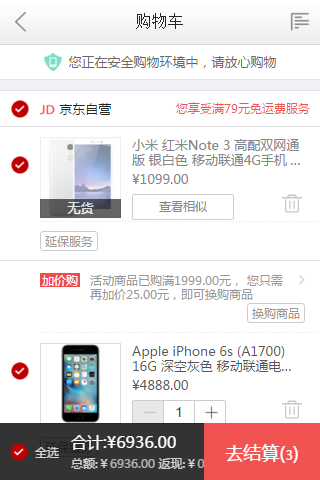 购物车
您正在安全购物环境中，请放心购物
JD 京东自营
您享受满79元免运费服务
小米 红米Note 3 高配双网通
版 银白色 移动联通4G手机 ...
¥1099.00
无货
查看相似
延保服务
加价购 活动商品已购满1999.00元， 您只需
再加价25.00元，即可换购商品
换购商品
Apple iPhone 6s (A1700)
16G 深空灰色 移动联通电...
¥4888.00
1
全选
合计:¥6936.00
总额: ¥ 6936.00 返现: ¥ 0
去结算(3)